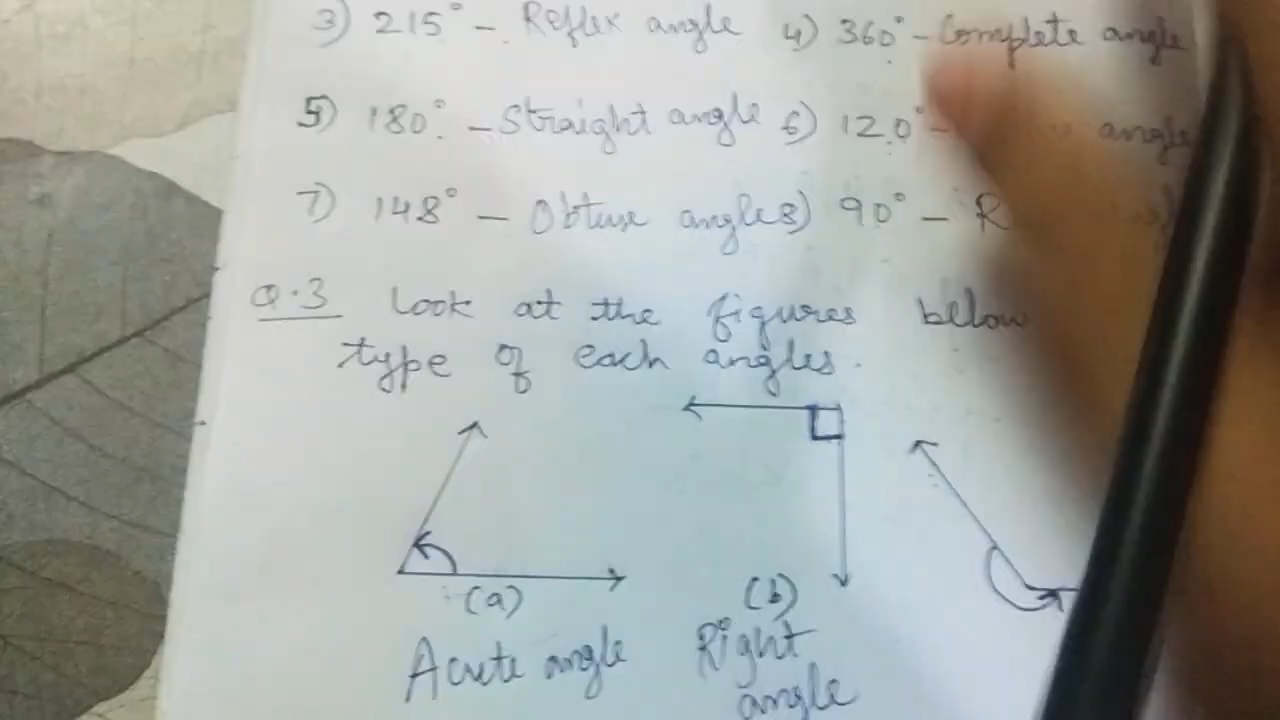 3) 215° - Reflex angle 4) 360° - Complete angle
5) 180° - Straight angle 6) 120° - angle
7) 148° - Obtuse angle 8) 90° - R
Q.3 Look at the figures below
type of each angles.
(a) (b)
Acute angle Right
angle